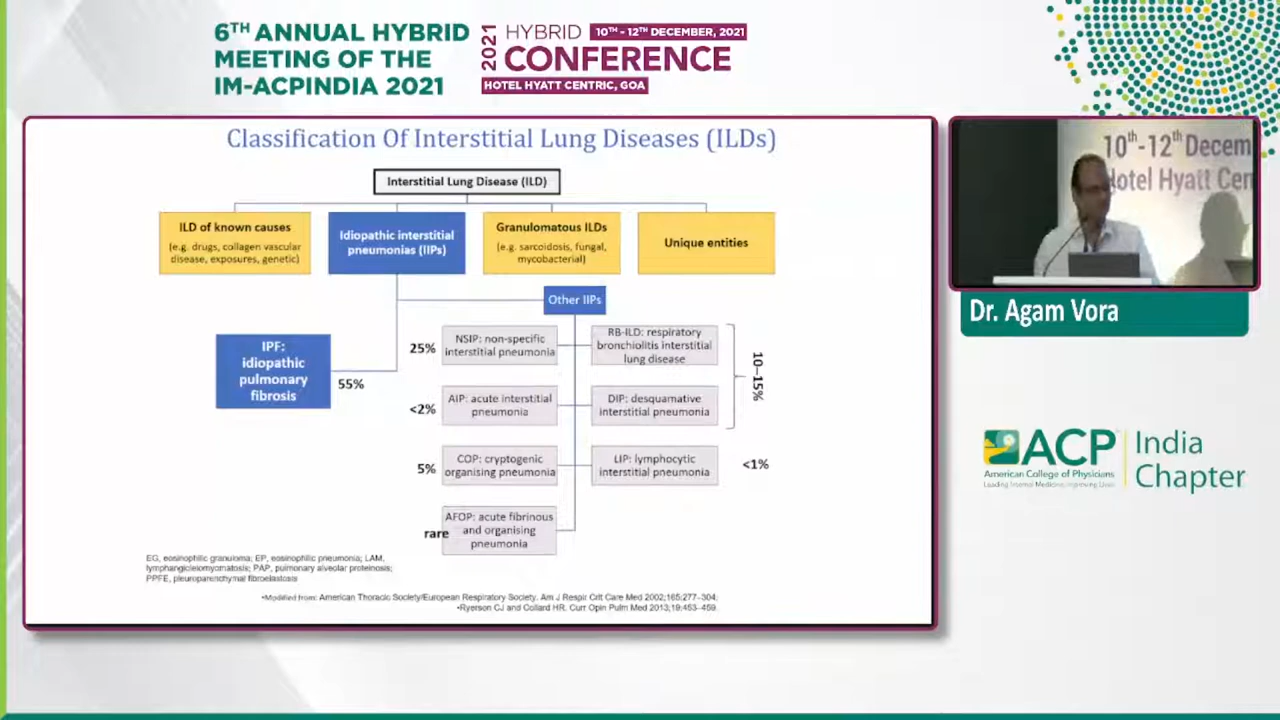 6TH ANNUAL HYBRID
MEETING OF THE
IM-ACPINDIA 2021
2021
HYBRID
10TH - 12TH DECEMBER, 2021
CONFERENCE
HOTEL HYATT CENTRIC, GOA
Classification Of Interstitial Lung Diseases (ILDs)
Interstitial Lung Disease (ILD)
ILD of known causes
(e.g. drugs, collagen vascular
disease, exposures, genetic)
Idiopathic interstitial
pneumonias (IIPs)
Granulomatous ILDs
(e.g. sarcoidosis, fungal,
mycobacterial)
Unique entities
Other IIPs
IPF:
idiopathic
pulmonary
fibrosis
55%
25%
NSIP: non-specific
interstitial pneumonia
RB-ILD: respiratory
bronchiolitis interstitial
lung disease
10–15%
<2%
AIP: acute interstitial
pneumonia
DIP: desquamative
interstitial pneumonia
5%
COP: cryptogenic
organising pneumonia
LIP: lymphocytic
interstitial pneumonia
<1%
rare
AFOP: acute fibrinous
and organising
pneumonia
EG, eosinophilic granuloma; EP, eosinophilic pneumonia; LAM,
lymphangioleiomyomatosis; PAP, pulmonary alveolar proteinosis;
PPFE, pleuroparenchymal fibroelastosis
•Modified from: American Thoracic Society/European Respiratory Society. Am J Respir Crit Care Med 2002;165:277–304.
•Ryerson CJ and Collard HR. Curr Opin Pulm Med 2013;19:453–459.
10th-12th Decem
Hotel Hyatt Cen
Dr. Agam Vora
ACP
American College of Physicians
Leading Internal Medicine, Improving Lives
India
Chapter